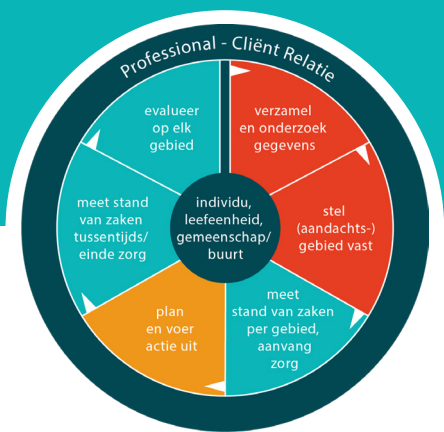 Professional - Cliënt Relatie
verzamel
en onderzoek
gegevens
stel
(aandachts-)
gebied vast
meet
stand van zaken
per gebied,
aanvang
zorg
plan
en voer
actie uit
meet stand
van zaken
tussentijds/
einde zorg
evalueer
op elk
gebied
individu,
leefeenheid,
gemeenschap/
buurt